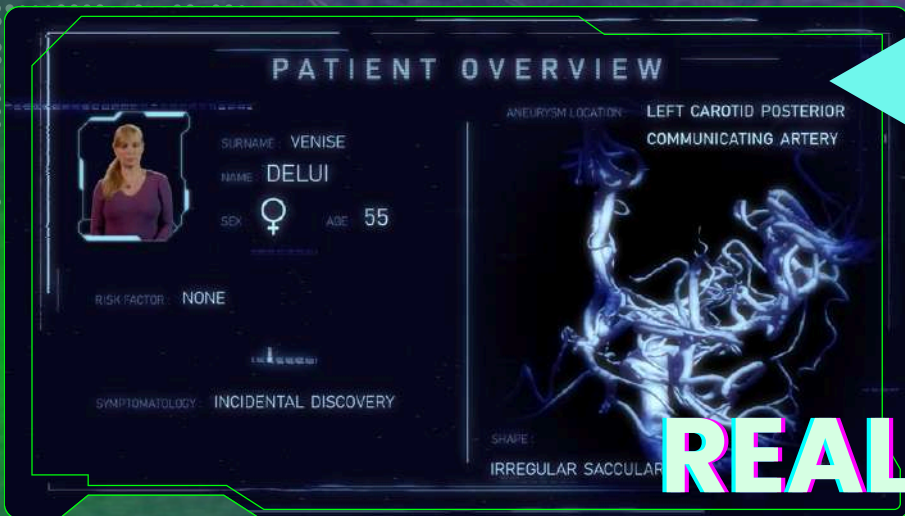 PATIENT OVERVIEW
SURNAME: VENISE
NAME: DELUI
SEX ♀ AGE 55
RISK FACTOR: NONE
SYMPTOMATOLOGY: INCIDENTAL DISCOVERY
ANEURYSM LOCATION: LEFT CAROTID POSTERIOR
COMMUNICATING ARTERY
SHAPE:
IRREGULAR SACCULAR
REAL